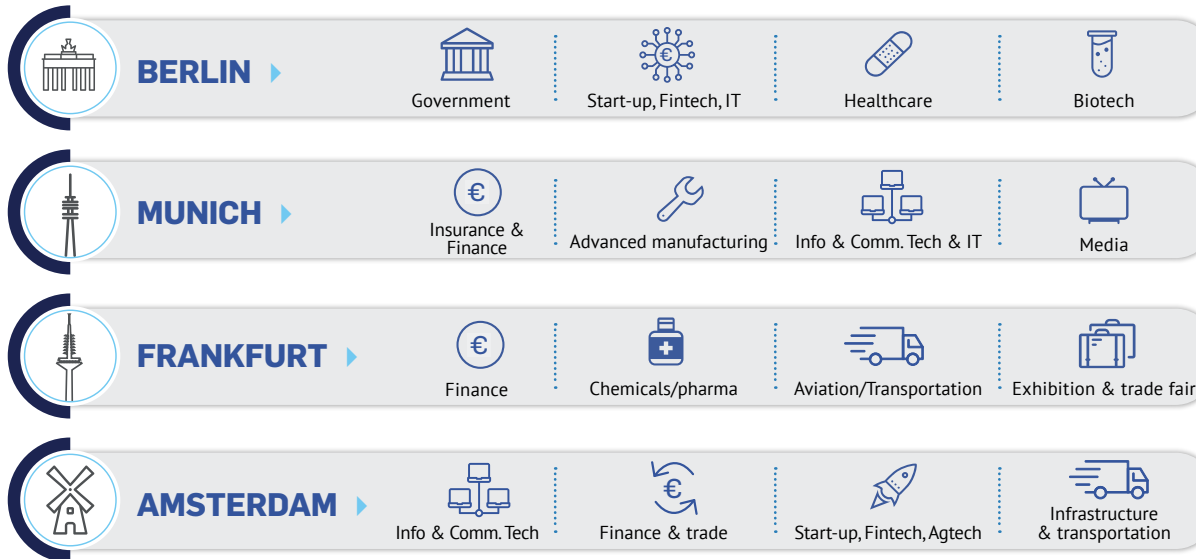 BERLIN
Government
Start-up, Fintech, IT
Healthcare
Biotech
MUNICH
Insurance &
Finance
Advanced manufacturing
Info & Comm. Tech & IT
Media
FRANKFURT
Finance
Chemicals/pharma
Aviation/Transportation
Exhibition & trade fair
AMSTERDAM
Info & Comm. Tech
Finance & trade
Start-up, Fintech, Agtech
Infrastructure
& transportation